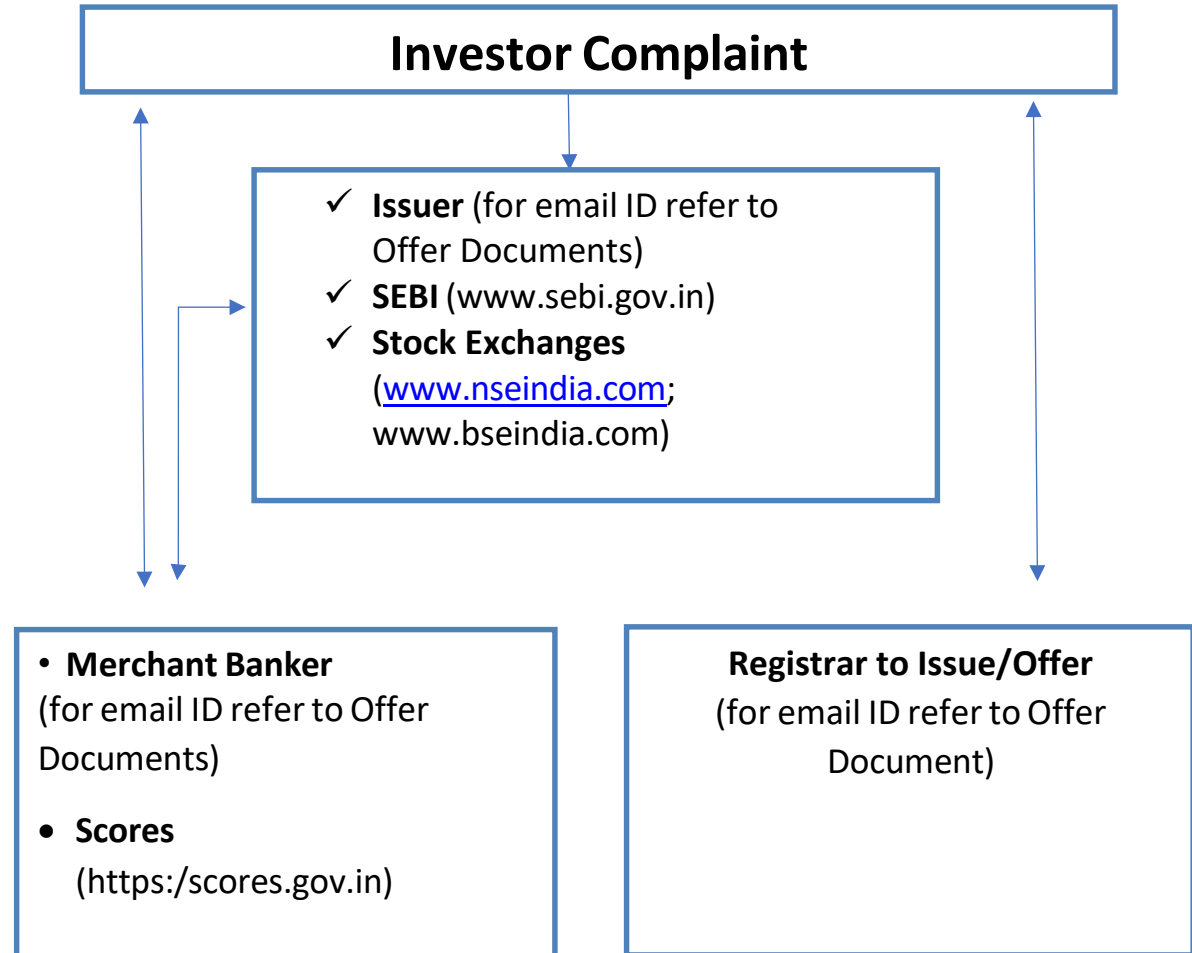 Investor Complaint
✓ Issuer (for email ID refer to
Offer Documents)
✓ SEBI (www.sebi.gov.in)
✓ Stock Exchanges
(www.nseindia.com;
www.bseindia.com)
• Merchant Banker
(for email ID refer to Offer
Documents)
• Scores
(https:/scores.gov.in)
Registrar to Issue/Offer
(for email ID refer to Offer
Document)